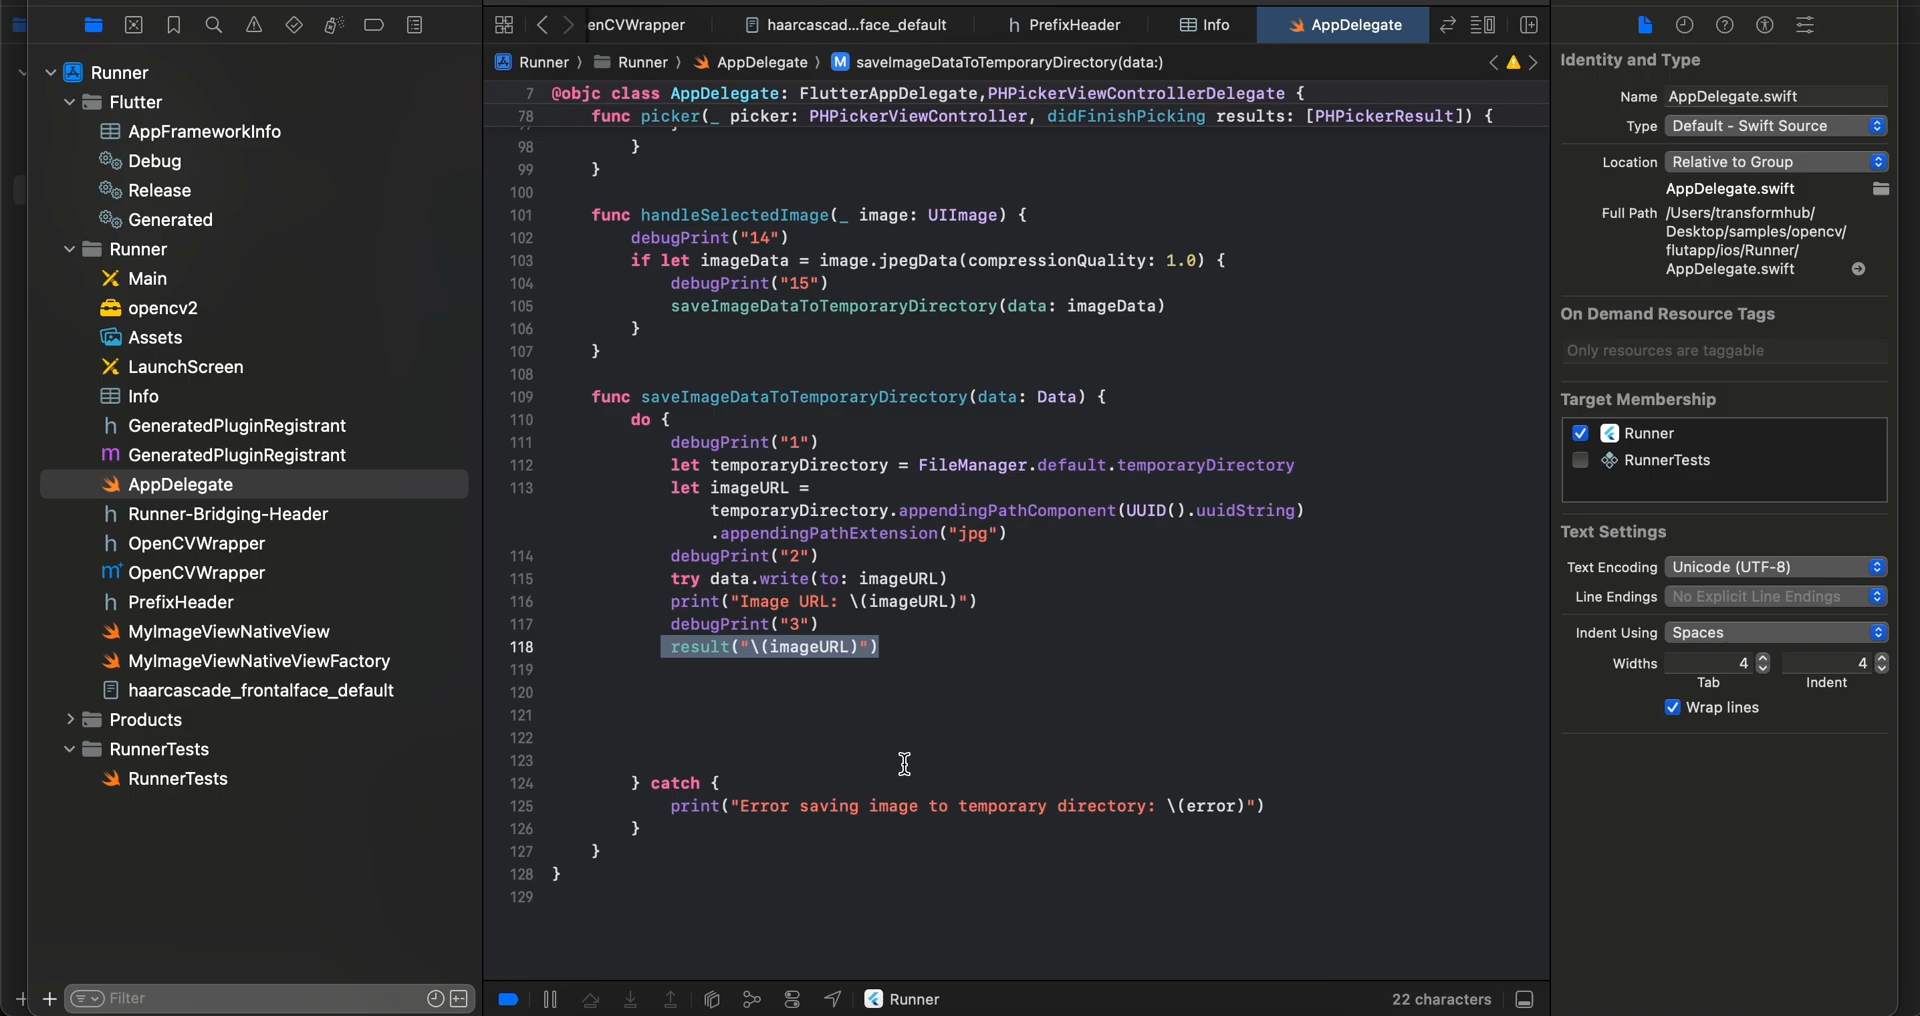 enCVWrapper
haarcascad...face_default
PrefixHeader
Info
AppDelegate
Runner
Runner
AppDelegate
M saveImageDataToTemporaryDirectory(data:)
Runner
Flutter
AppFrameworkInfo
Debug
Release
Generated
Runner
Main
opencv2
Assets
LaunchScreen
Info
h GeneratedPluginRegistrant
m GeneratedPluginRegistrant
AppDelegate
h Runner-Bridging-Header
h OpenCVWrapper
m OpenCVWrapper
h PrefixHeader
MyImageViewNativeView
MyImageViewNativeViewFactory
haarcascade_frontalface_default
Products
RunnerTests
RunnerTests
Filter
7 @objc class AppDelegate: FlutterAppDelegate,PHPickerViewControllerDelegate {
78 func picker(_ picker: PHPickerViewController, didFinishPicking results: [PHPickerResult]) {
98 }
99 }
100
101 func handleSelectedImage(_ image: UIImage) {
102 debugPrint("14")
103 if let imageData = image.jpegData(compressionQuality: 1.0) {
104 debugPrint("15")
105 saveImageDataToTemporaryDirectory(data: imageData)
106 }
107 }
108
109 func saveImageDataToTemporaryDirectory(data: Data) {
110 do {
111 debugPrint("1")
112 let temporaryDirectory = FileManager.default.temporaryDirectory
113 let imageURL =
temporaryDirectory.appendingPathComponent(UUID().uuidString)
.appendingPathExtension("jpg")
114 debugPrint("2")
115 try data.write(to: imageURL)
116 print("Image URL: \(imageURL)")
117 debugPrint("3")
118 result("\(imageURL)")
119
120
121
122
123
124 } catch {
125 print("Error saving image to temporary directory: \(error)")
126 }
127 }
128 }
129
Runner
22 characters
Identity and Type
Name AppDelegate.swift
Type Default - Swift Source
Location Relative to Group
AppDelegate.swift
Full Path /Users/transformhub/
Desktop/samples/opencv/
flutapp/ios/Runner/
AppDelegate.swift
On Demand Resource Tags
Only resources are taggable
Target Membership
Runner
RunnerTests
Text Settings
Text Encoding Unicode (UTF-8)
Line Endings No Explicit Line Endings
Indent Using Spaces
Widths 4 4
Tab Indent
Wrap lines